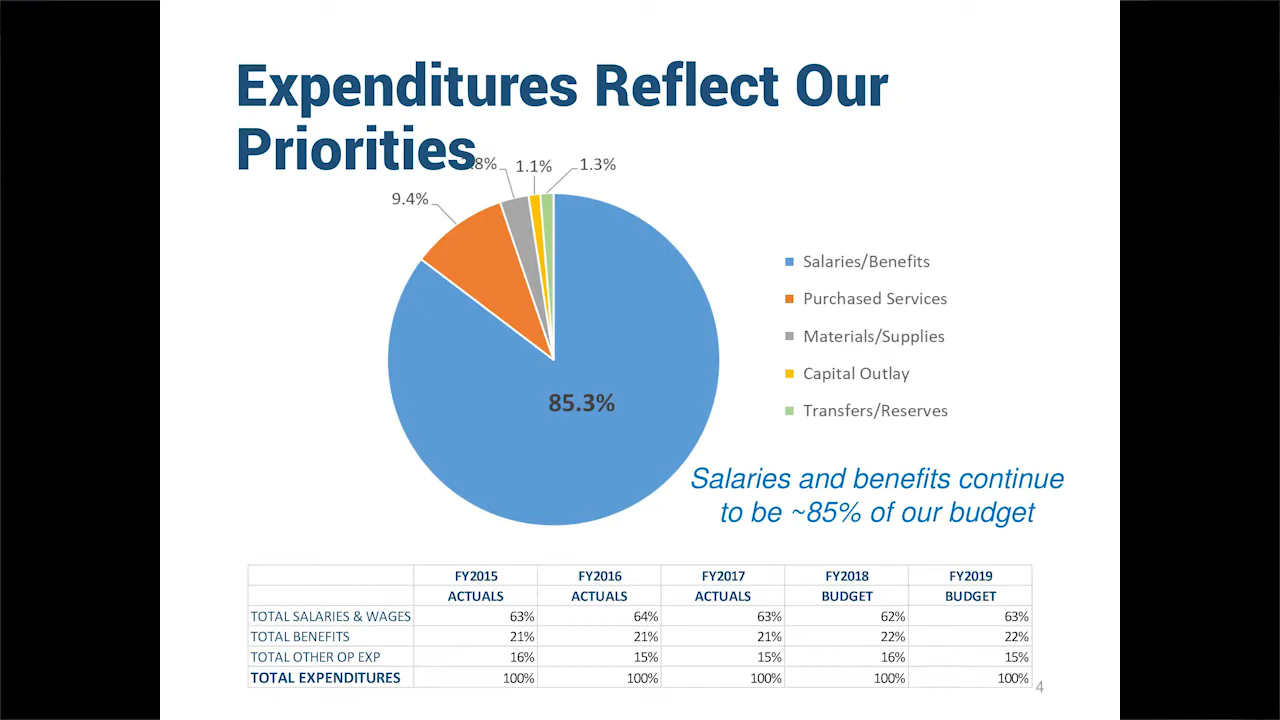 Expenditures Reflect Our
Priorities
8% 1.1% 1.3%
9.4%
85.3%
Salaries/Benefits
Purchased Services
Materials/Supplies
Capital Outlay
Transfers/Reserves
Salaries and benefits continue
to be ~85% of our budget
FY2015 FY2016 FY2017 FY2018 FY2019
ACTUALS ACTUALS ACTUALS BUDGET BUDGET
TOTAL SALARIES & WAGES 63% 64% 63% 62% 63%
TOTAL BENEFITS 21% 21% 21% 22% 22%
TOTAL OTHER OP EXP 16% 15% 15% 16% 15%
TOTAL EXPENDITURES 100% 100% 100% 100% 100%
4